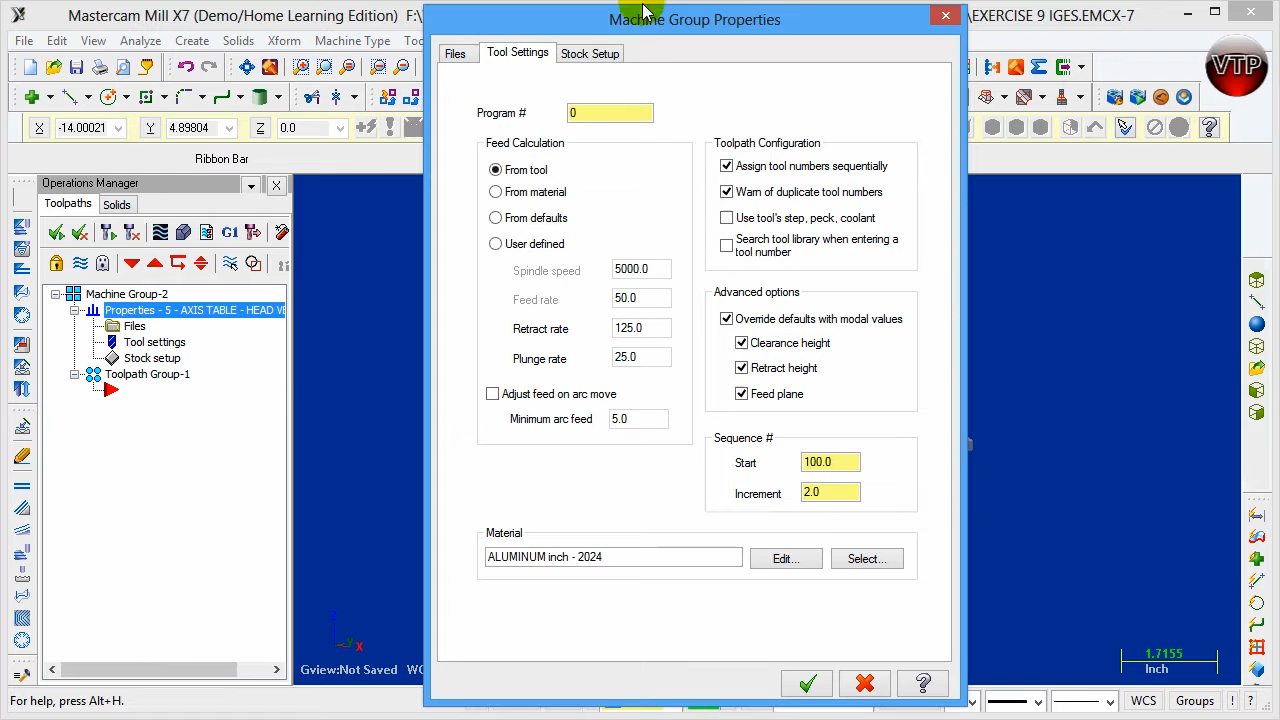 Mastercam Mill X7 (Demo/Home Learning Edition) F:\
Machine Group Properties
EXERCISE 9 IGES.EMCX-7
File Edit View Analyze Create Solids Xform Machine Type To
VTP
Files Tool Settings Stock Setup
X -14.00021 Y 4.89804 Z 0.0
Ribbon Bar
Operations Manager
Toolpaths Solids
G1
Machine Group-2
Properties - 5 - AXIS TABLE - HEAD VE
Files
Tool settings
Stock setup
Toolpath Group-1
Program # 0
Feed Calculation
From tool
From material
From defaults
User defined
Spindle speed 5000.0
Feed rate 50.0
Retract rate 125.0
Plunge rate 25.0
Adjust feed on arc move
Minimum arc feed 5.0
Toolpath Configuration
Assign tool numbers sequentially
Warn of duplicate tool numbers
Use tool's step, peck, coolant
Search tool library when entering a
tool number
Advanced options
Override defaults with modal values
Clearance height
Retract height
Feed plane
Sequence #
Start 100.0
Increment 2.0
Material
ALUMINUM inch - 2024 Edit... Select...
Z
Y
X
Gview:Not Saved WC
1.7155
Inch
For help, press Alt+H.
WCS Groups ! ?